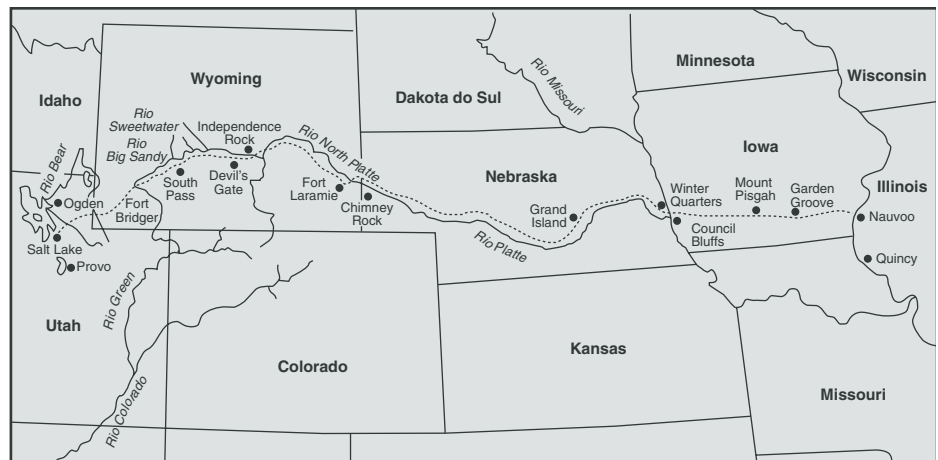 Minnesota
Wisconsin
Wyoming
Dakota do Sul
Rio Missouri
Idaho
Rio
Sweetwater
Independence
Rock
Rio North Platte
Rio
Big Sandy
Iowa
Rio Bear
South
Pass
Devil's
Gate
Fort
Laramie
Nebraska
Winter
Quarters
Mount
Pisgah
Garden
Groove
Illinois
Ogden
Fort
Bridger
Chimney
Rock
Grand
Island
Council
Bluffs
Nauvoo
Salt Lake
Rio Platte
Provo
Quincy
Rio Green
Utah
Colorado
Kansas
Missouri
Rio Colorado